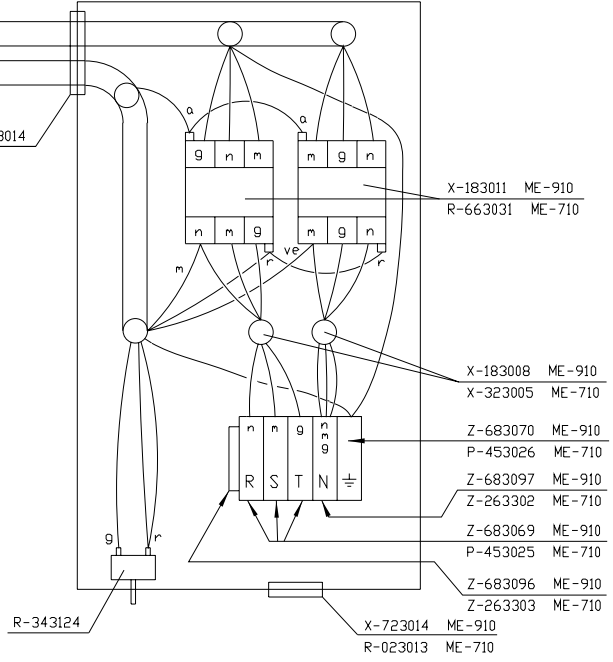 a
a
3014
g n m
m g n
X-183011 ME-910
R-663031 ME-710
n m g
m g n
ve
m
r
r
X-183008 ME-910
X-323005 ME-710
n m g n
m
g
Z-683070 ME-910
P-453026 ME-710
R S T N
Z-683097 ME-910
Z-263302 ME-710
Z-683069 ME-910
P-453025 ME-710
g r
Z-683096 ME-910
Z-263303 ME-710
R-343124
X-723014 ME-910
R-023013 ME-710